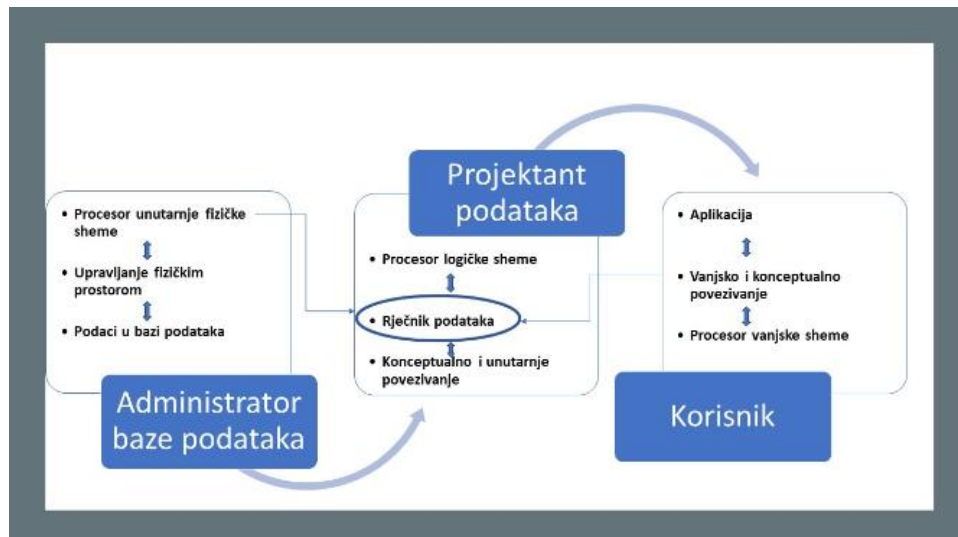 Procesor unutarnje fizičke
sheme
Upravljanje fizičkim
prostorom
Podaci u bazi podataka
Administrator
baze podataka
Projektant
podataka
Procesor logičke sheme
Rječnik podataka
Konceptualno i unutarnje
povezivanje
Aplikacija
Vanjsko i konceptualno
povezivanje
Procesor vanjske sheme
Korisnik